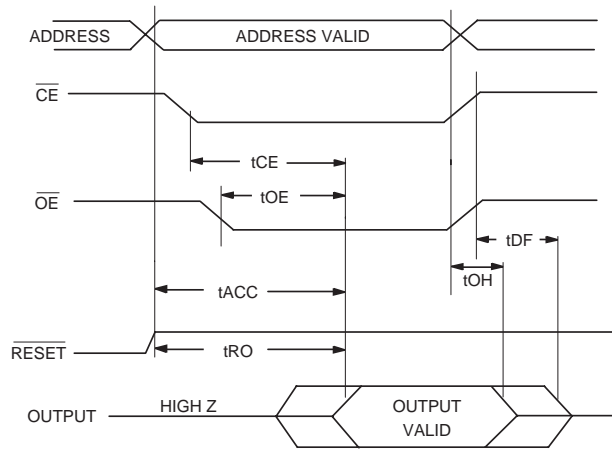 ADDRESS ADDRESS VALID
CE
tCE
OE tOE
tDF
tOH
tACC
RESET tRO
OUTPUT HIGH Z OUTPUT
VALID